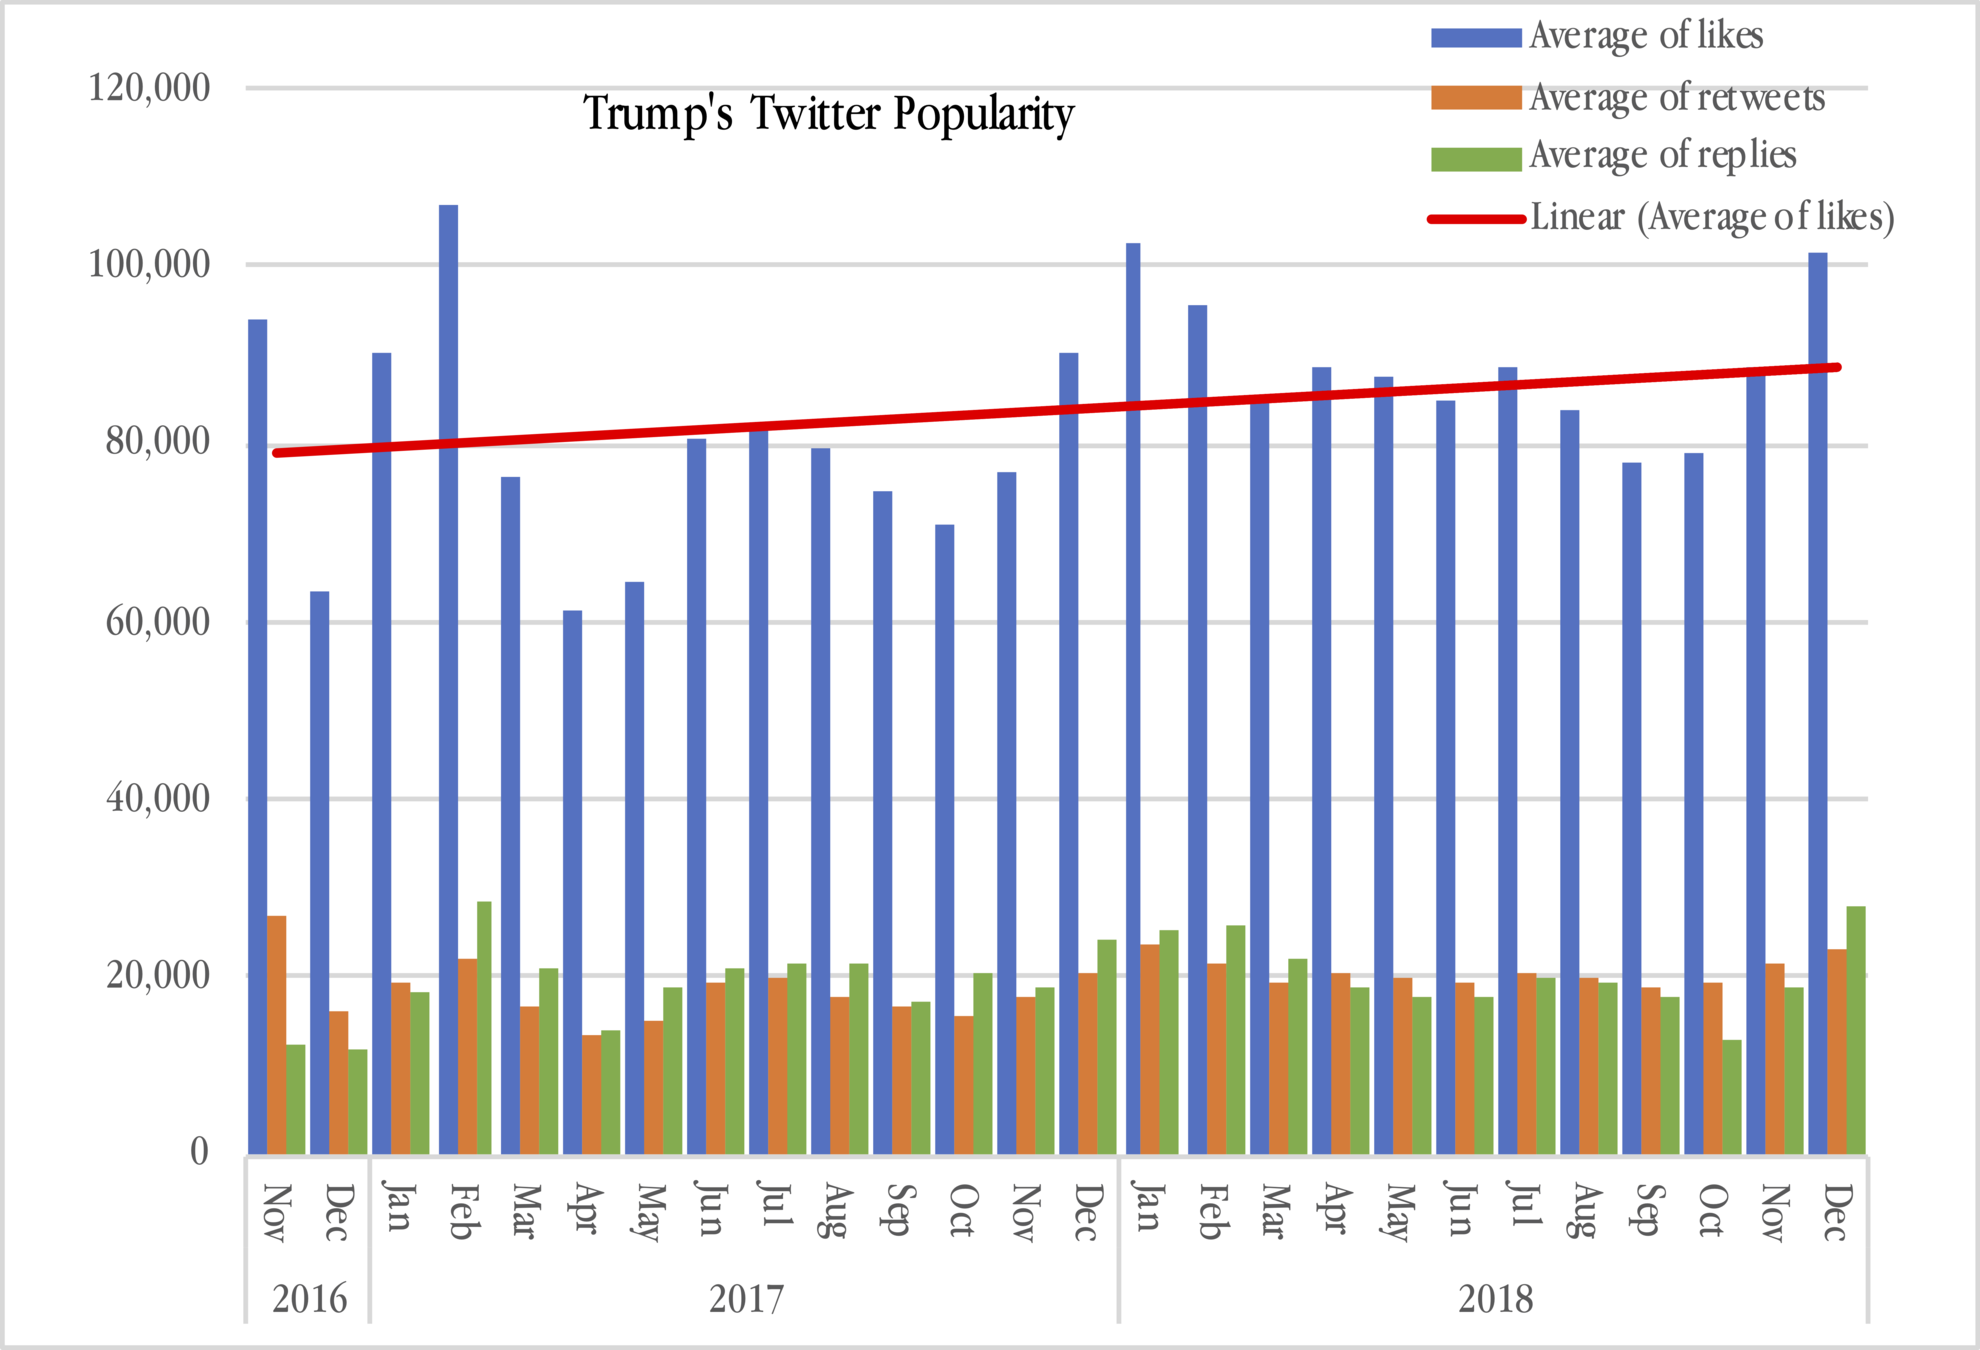 Average of likes
120,000
Trump's Twitter Popularity
Average of retweets
Average of replies
Linear (Average of likes)
100,000
80,000
60,000
40,000
20,000
0
Nov Dec Jan Feb Mar Apr May Jun Jul Aug Sep Oct Nov Dec Jan Feb Mar Apr May Jun Jul Aug Sep Oct Nov Dec
2016 2017 2018